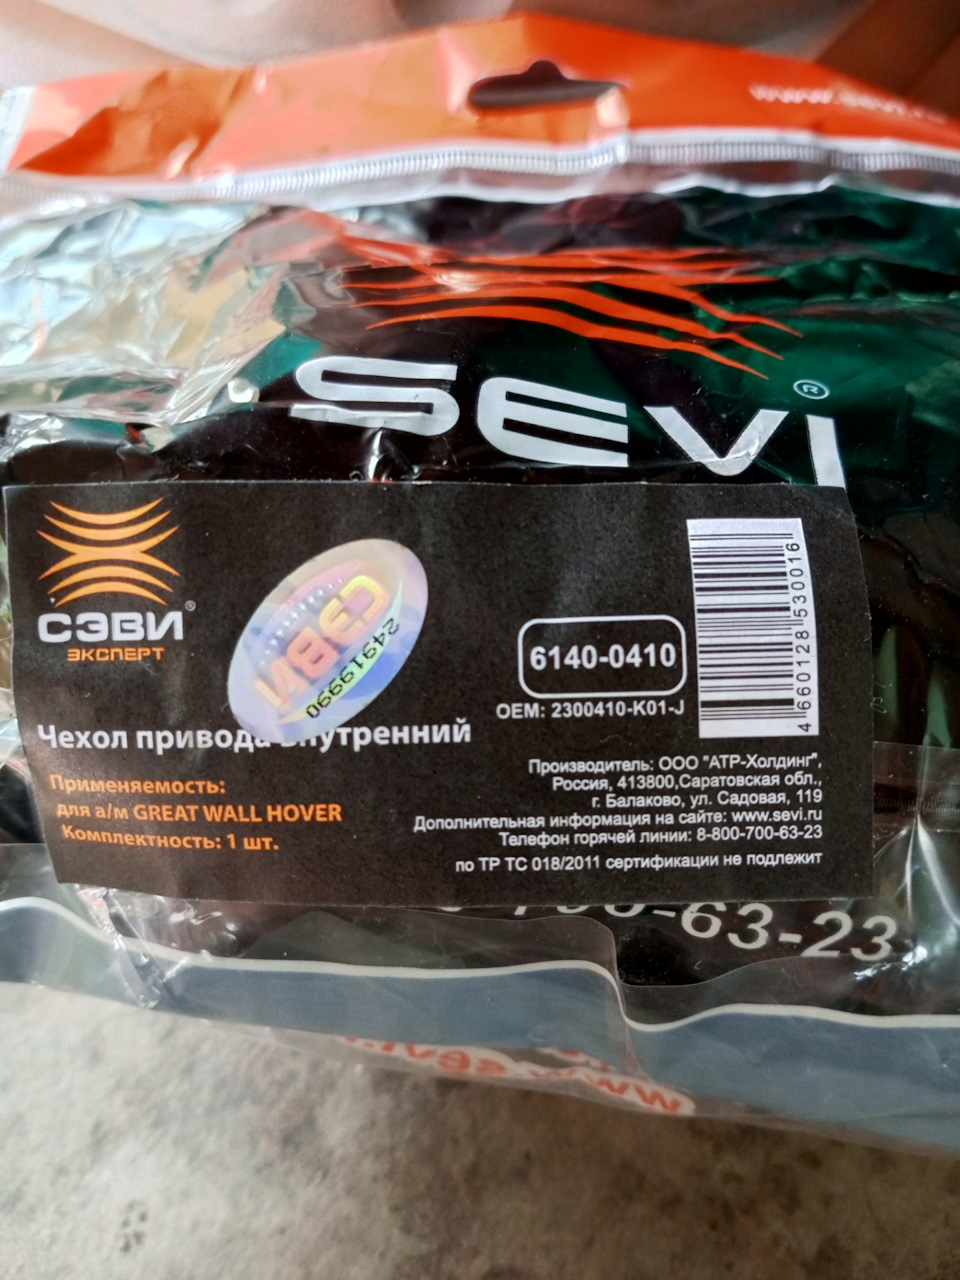 www.sevi.ru
SEVI®
СЭВИ®
ЭКСПЕРТ
СЭВИ
24919990
6140-0410
OEM: 2300410-K01-J
4 660128 530016
Чехол привода внутренний
Применяемость:
для а/м GREAT WALL HOVER
Комплектность: 1 шт.
Производитель: ООО "АТР-Холдинг",
Россия, 413800,Саратовская обл.,
г. Балаково, ул. Садовая, 119
Дополнительная информация на сайте: www.sevi.ru
Телефон горячей линии: 8-800-700-63-23
по ТР ТС 018/2011 сертификации не подлежит
-63-23
www.sevi.